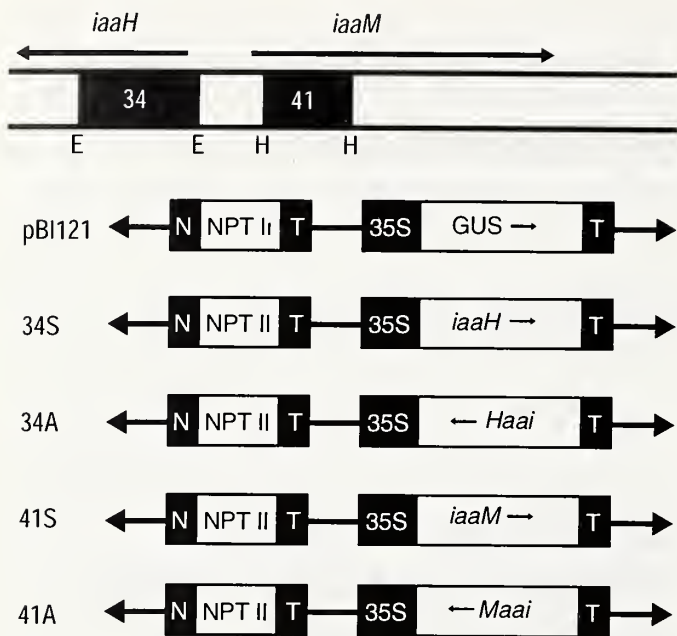 iaaH iaaM
34 41
E E H H
pBI121 N NPT II T 35S GUS → T
34S N NPT II T 35S iaaH → T
34A N NPT II T 35S ← Haai T
41S N NPT II T 35S iaaM → T
41A N NPT II T 35S ← Maai T